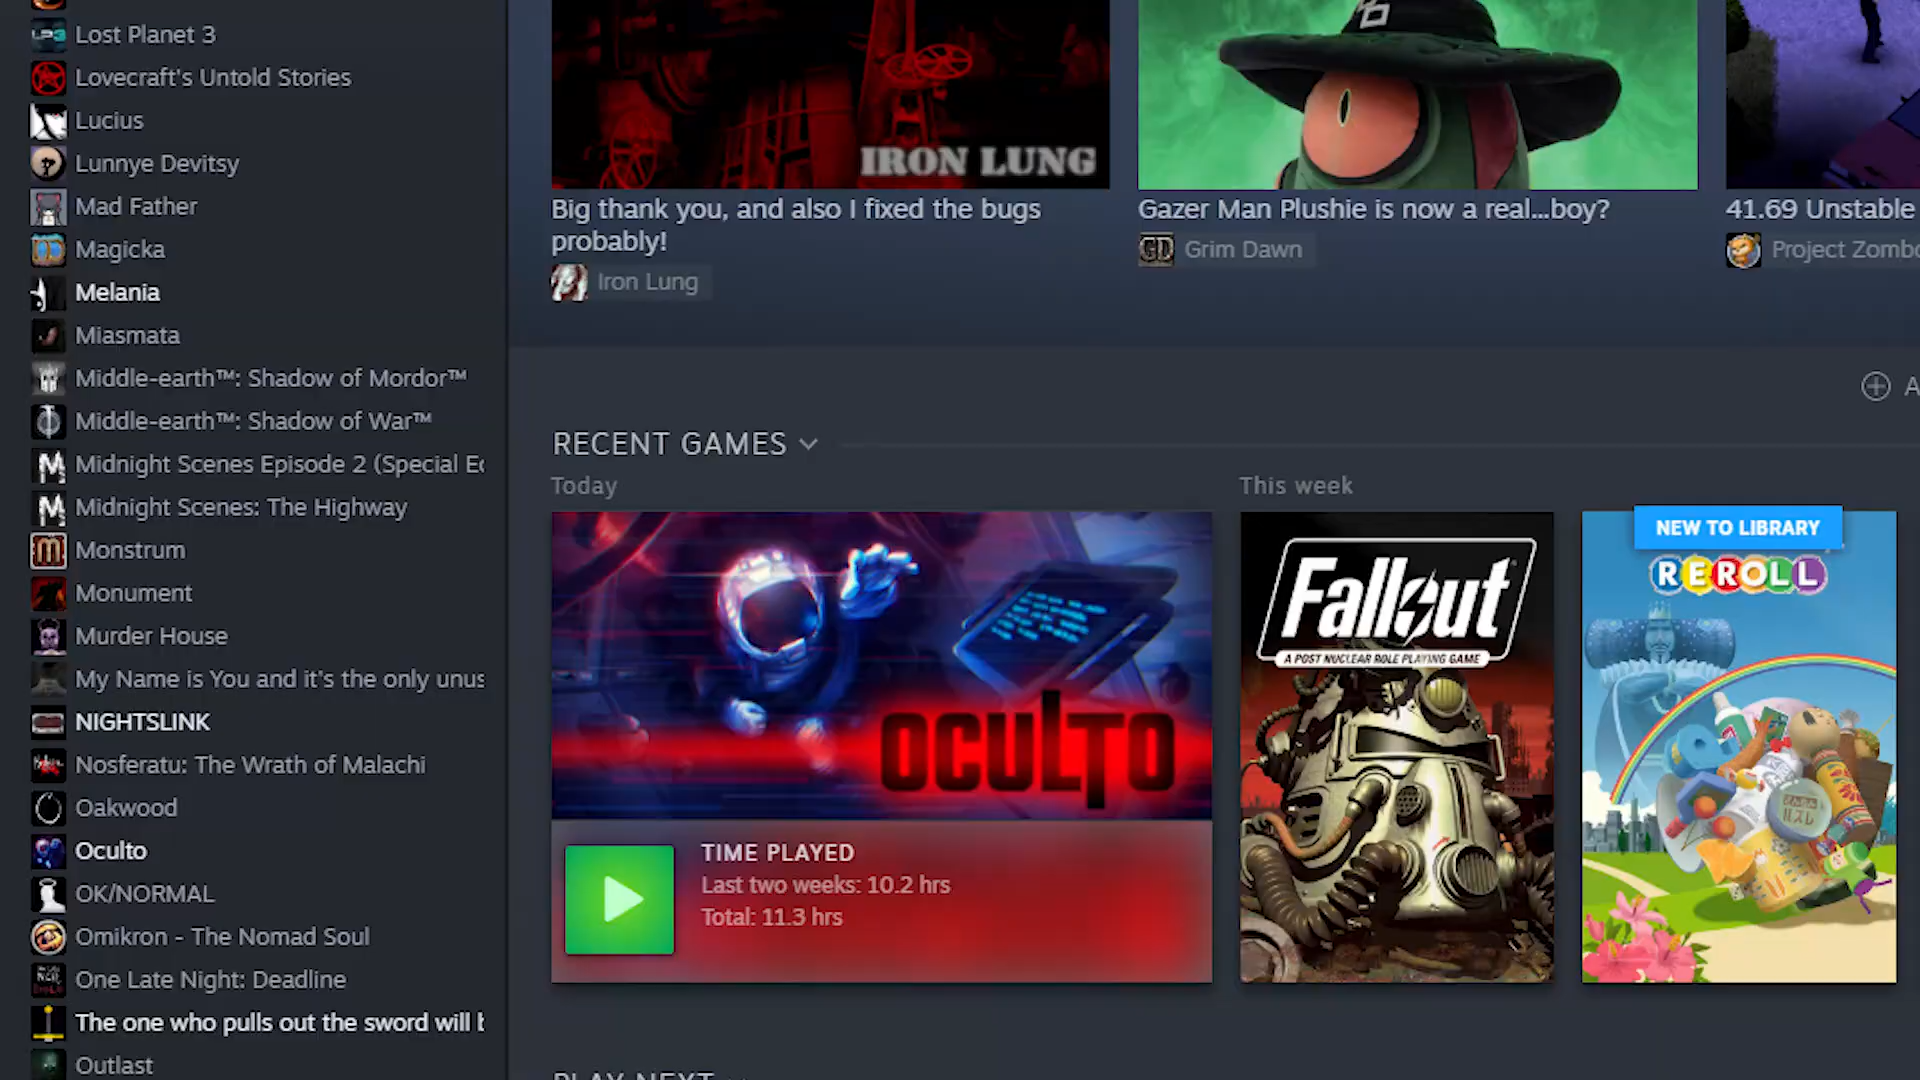 Lost Planet 3
Lovecraft's Untold Stories
Lucius
Lunnye Devitsy
Mad Father
Magicka
Melania
Miasmata
Middle-earth™: Shadow of Mordor™
Middle-earth™: Shadow of War™
Midnight Scenes Episode 2 (Special Ec
Midnight Scenes: The Highway
Monstrum
Monument
Murder House
My Name is You and it's the only unus
NIGHTSLINK
Nosferatu: The Wrath of Malachi
Oakwood
Oculto
OK/NORMAL
Omikron - The Nomad Soul
One Late Night: Deadline
The one who pulls out the sword will b
Outlast
IRON LUNG
Big thank you, and also I fixed the bugs
probably!
Iron Lung
Gazer Man Plushie is now a real...boy?
GD
Grim Dawn
41.69 Unstable
Project Zombo
A
RECENT GAMES
Today
OCULTO
TIME PLAYED
Last two weeks: 10.2 hrs
Total: 11.3 hrs
This week
Fallout
A POST NUCLEAR ROLE PLAYING GAME
NEW TO LIBRARY
REROLL
PLAY NEXT